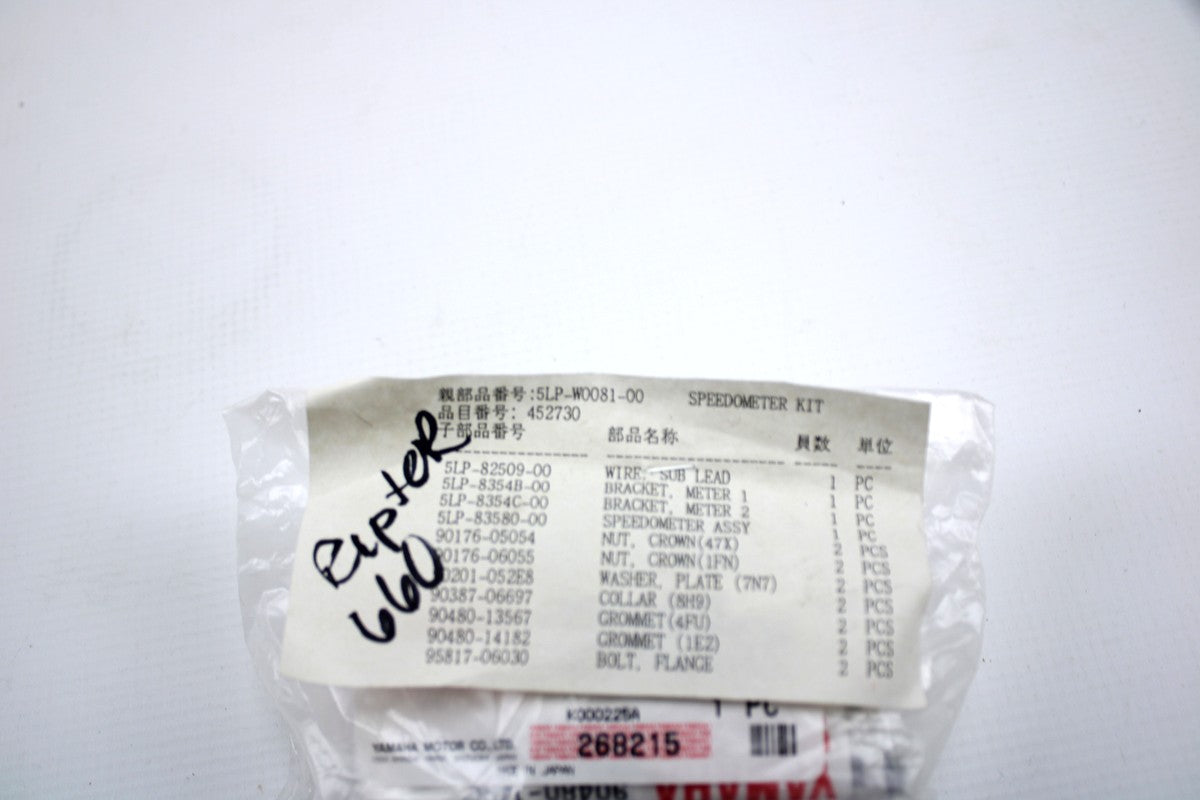 親部品番号:5LP-W0081-00 SPEEDOMETER KIT
品目番号: 452730
子部品番号 部品名称 員数 単位
5LP-82509-00 WIRE, SUB LEAD 1 PC
5LP-8354B-00 BRACKET, METER 1 1 PC
5LP-8354C-00 BRACKET, METER 2 1 PC
5LP-83580-00 SPEEDOMETER ASSY 1 PC
90176-05054 NUT, CROWN(47X) 2 PCS
90176-06055 NUT, CROWN(1FN) 2 PCS
90201-052E8 WASHER, PLATE (7N7) 2 PCS
90387-06697 COLLAR (8H9) 2 PCS
90480-13567 GROMMET(4FU) 2 PCS
90480-14182 GROMMET (1E2) 2 PCS
95817-06030 BOLT, FLANGE 2 PCS
660
K000225A 1 PC
YAMAHA MOTOR CO.,LTD. 268215
JAPAN
YAMAHA